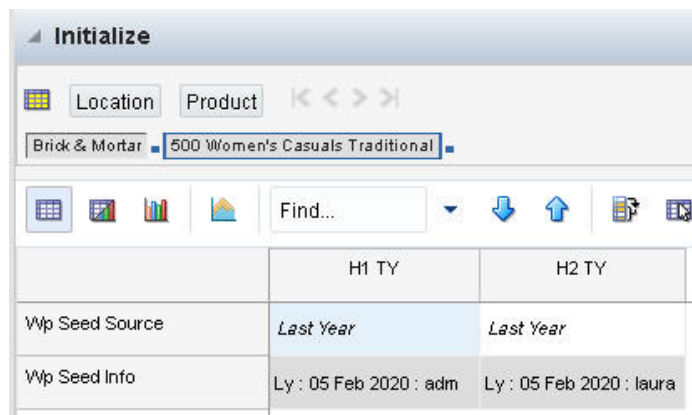 Initialize
Location Product
Brick & Mortar 500 Women's Casuals Traditional
Find...
H1 TY H2 TY
Wp Seed Source Last Year Last Year
Wp Seed Info Ly : 05 Feb 2020 : adm Ly : 05 Feb 2020 : laura